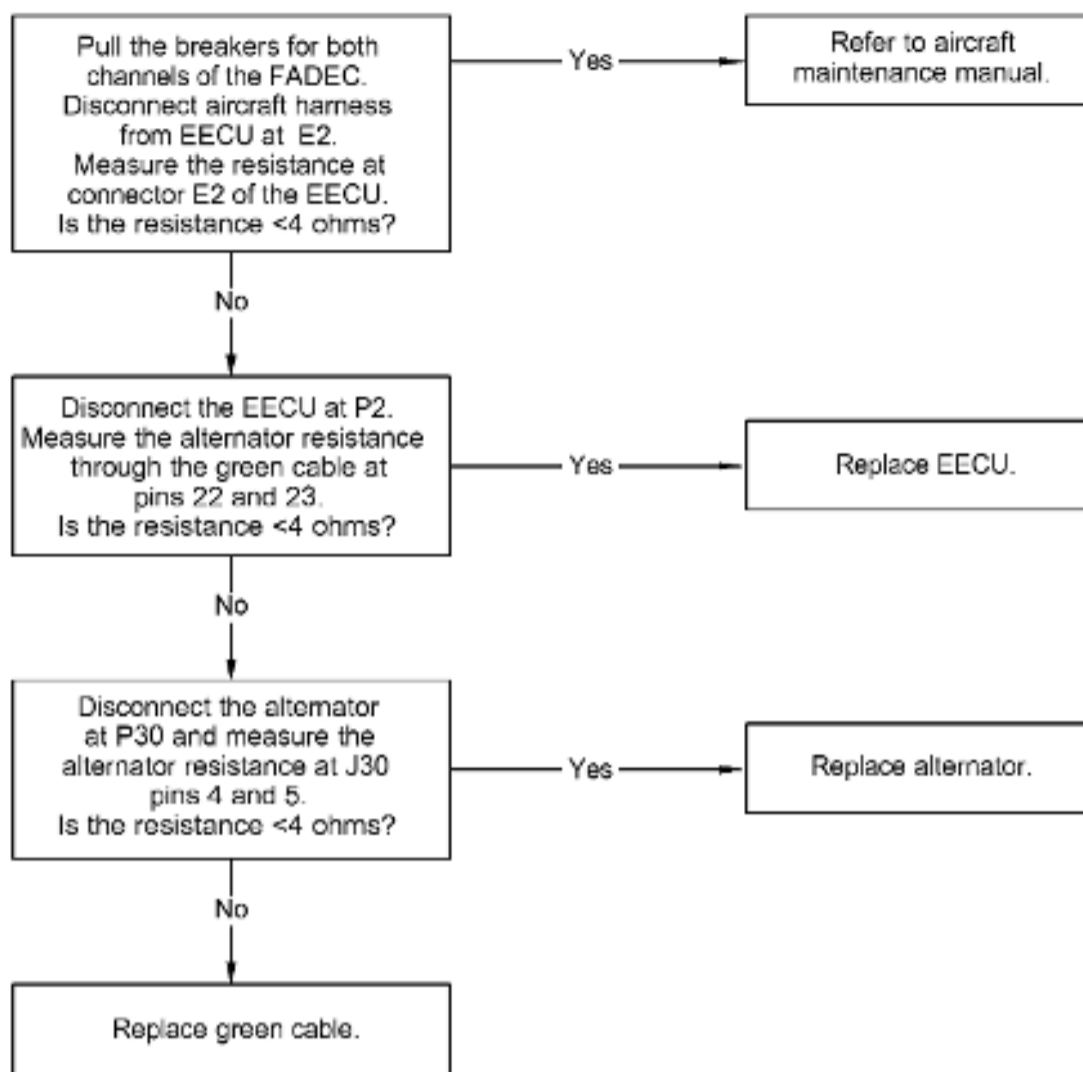 Pull the breakers for both
channels of the FADEC.
Disconnect aircraft harness
from EECU at E2.
Measure the resistance at
connector E2 of the EECU.
Is the resistance <4 ohms?
Yes
Refer to aircraft
maintenance manual.
No
Disconnect the EECU at P2.
Measure the alternator resistance
through the green cable at
pins 22 and 23.
Is the resistance <4 ohms?
Yes
Replace EECU.
No
Disconnect the alternator
at P30 and measure the
alternator resistance at J30
pins 4 and 5.
Is the resistance <4 ohms?
Yes
Replace alternator.
No
Replace green cable.